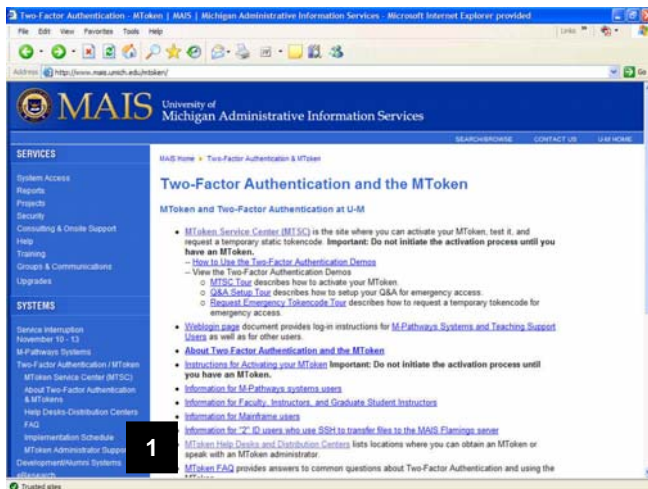 Two-Factor Authentication - MToken | MAIS | Michigan Administrative Information Services - Microsoft Internet Explorer provided
File Edit View Favorites Tools Help
Links
Address http://www.mais.umich.edu/mtoken/
Go
MAIS University of
Michigan Administrative Information Services
SEARCH/BROWSE CONTACT US U-M HOME
SERVICES
System Access
Reports
Projects
Security
Consulting & Onsite Support
Help
Training
Groups & Communications
Upgrades
SYSTEMS
Service Interruption
November 10 - 13
M-Pathways Systems
Two-Factor Authentication / MToken
MToken Service Center (MTSC)
About Two-Factor Authentication
& MTokens
Help Desks-Distribution Centers
FAQ
Implementation Schedule
MToken Administrator Support
Development/Alumni Systems
eResearch
1
MAIS Home Two-Factor Authentication & MToken
Two-Factor Authentication and the MToken
MToken and Two-Factor Authentication at U-M
• MToken Service Center (MTSC) is the site where you can activate your MToken, test it, and
request a temporary static tokencode. Important: Do not initiate the activation process until you
have an MToken.
– How to Use the Two-Factor Authentication Demos
– View the Two-Factor Authentication Demos
o MTSC Tour describes how to activate your MToken.
o Q&A Setup Tour describes how to setup your Q&A for emergency access.
o Request Emergency Tokencode Tour describes how to request a temporary tokencode for
emergency access.
• Weblogin page document provides log-in instructions for M-Pathways Systems and Teaching Support
Users as well as for other users.
• About Two Factor Authentication and the MToken
• Instructions for Activating your MToken Important: Do not initiate the activation process until
you have an MToken.
• Information for M-Pathways systems users
• Information for Faculty, Instructors, and Graduate Student Instructors
• Information for Mainframe users
• Information for "2" ID users who use SSH to transfer files to the MAIS Flamingo server
• MToken Help Desks and Distribution Centers lists locations where you can obtain an MToken or
speak with an MToken administrator.
• MToken FAQ provides answers to common questions about Two-Factor Authentication and using the
MToken.
Trusted sites